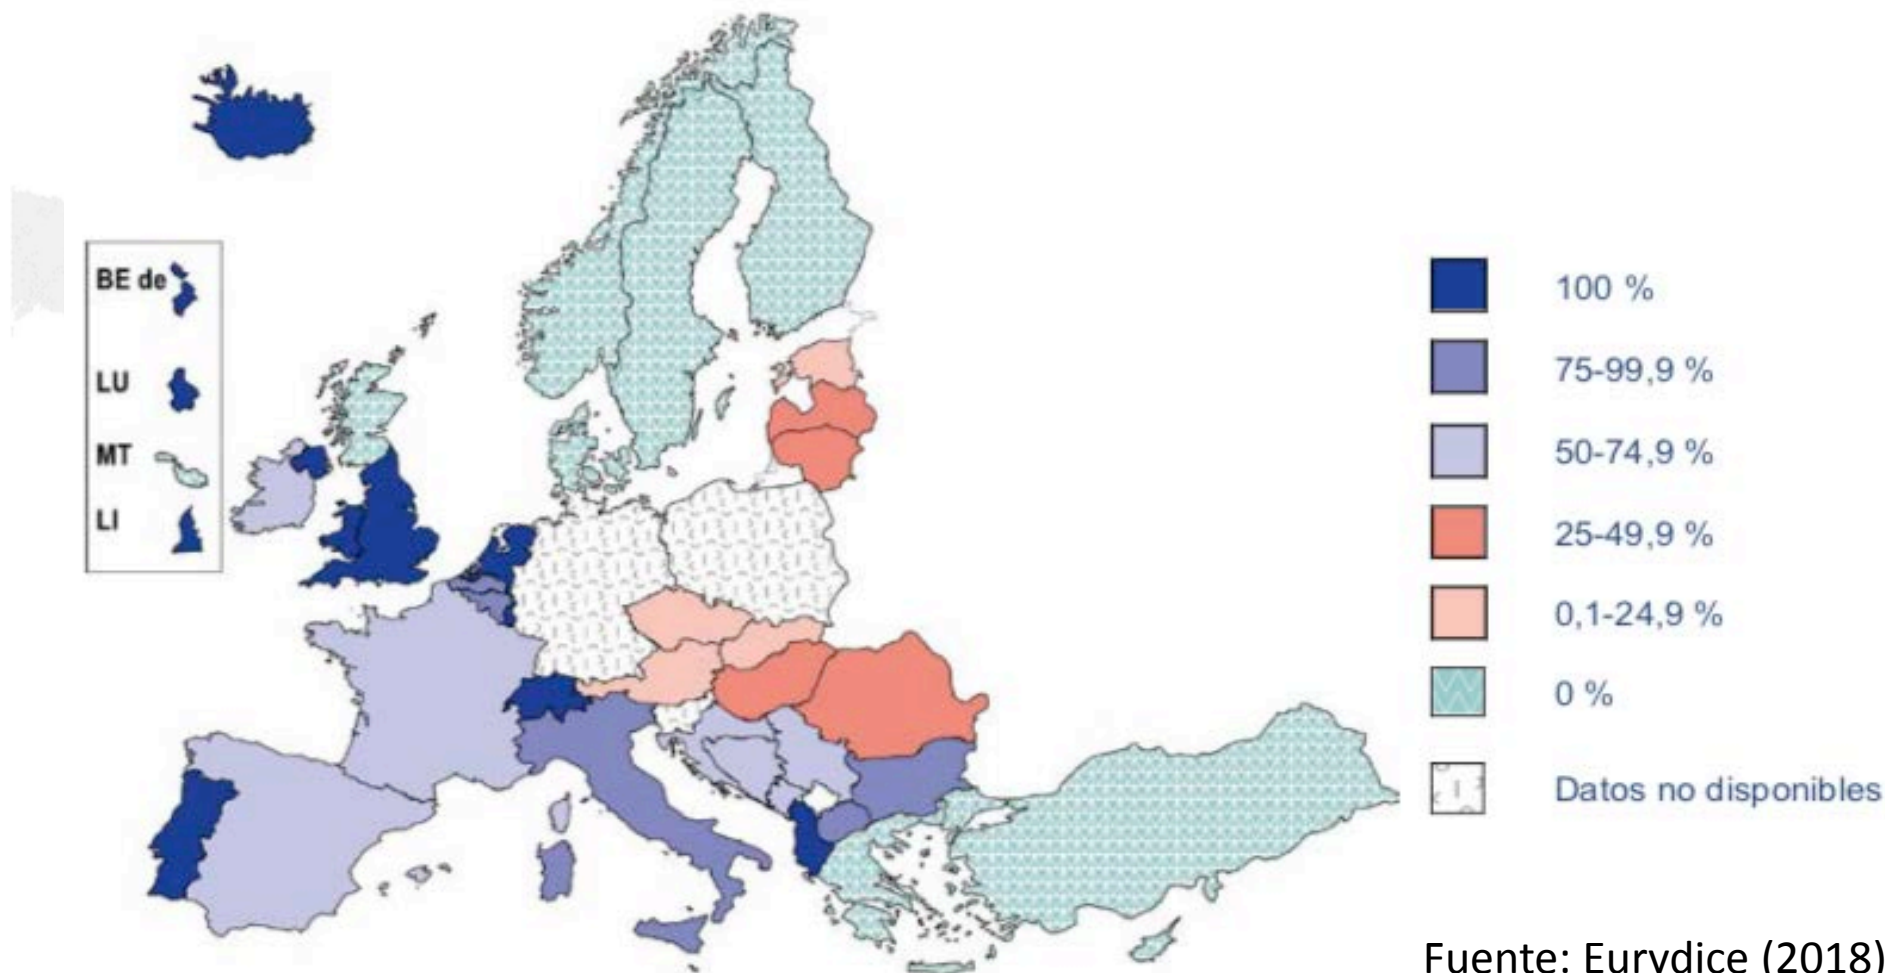 BE de
LU
MT
LI
100 %
75-99,9 %
50-74,9 %
25-49,9 %
0,1-24,9 %
0 %
Datos no disponibles
Fuente: Eurydice (2018)